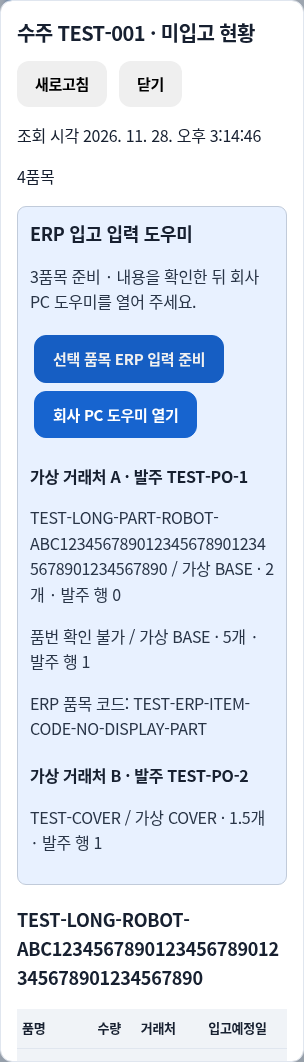 수주 TEST-001 · 미입고 현황
새로고침
닫기
조회 시각 2026. 11. 28. 오후 3:14:46
4품목
ERP 입고 입력 도우미
3품목 준비 · 내용을 확인한 뒤 회사
PC 도우미를 열어 주세요.
선택 품목 ERP 입력 준비
회사 PC 도우미 열기
가상 거래처 A · 발주 TEST-PO-1
TEST-LONG-PART-ROBOT-
ABC123456789012345678901234
5678901234567890 / 가상 BASE · 2
개 · 발주 행 0
품번 확인 불가 / 가상 BASE · 5개 ·
발주 행 1
ERP 품목 코드: TEST-ERP-ITEM-
CODE-NO-DISPLAY-PART
가상 거래처 B · 발주 TEST-PO-2
TEST-COVER / 가상 COVER · 1.5개
· 발주 행 1
TEST-LONG-ROBOT-
ABC1234567890123456789012
345678901234567890
품명 수량 거래처 입고예정일